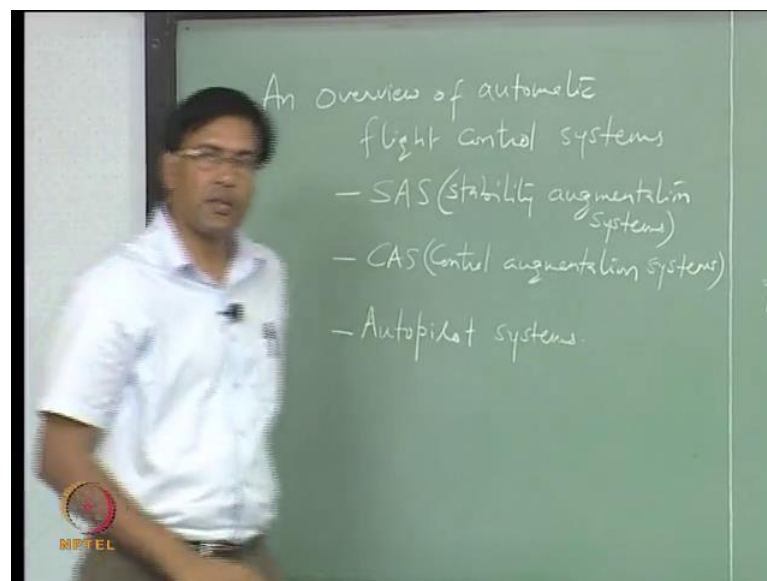 An overview of automatic
flight control systems
- SAS (stability augmentation
systems)
- CAS (Control augmentation systems)
- Autopilot systems.
NPTEL